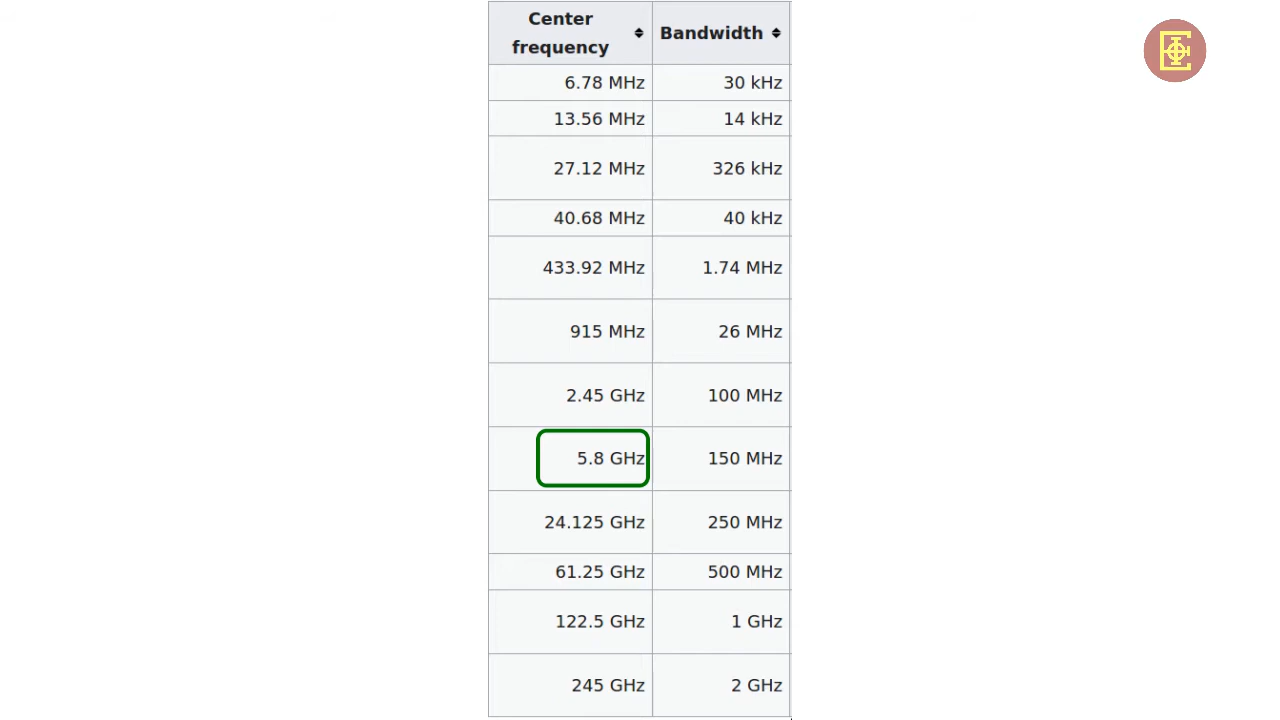 Center frequency Bandwidth
6.78 MHz 30 kHz
13.56 MHz 14 kHz
27.12 MHz 326 kHz
40.68 MHz 40 kHz
433.92 MHz 1.74 MHz
915 MHz 26 MHz
2.45 GHz 100 MHz
5.8 GHz 150 MHz
24.125 GHz 250 MHz
61.25 GHz 500 MHz
122.5 GHz 1 GHz
245 GHz 2 GHz